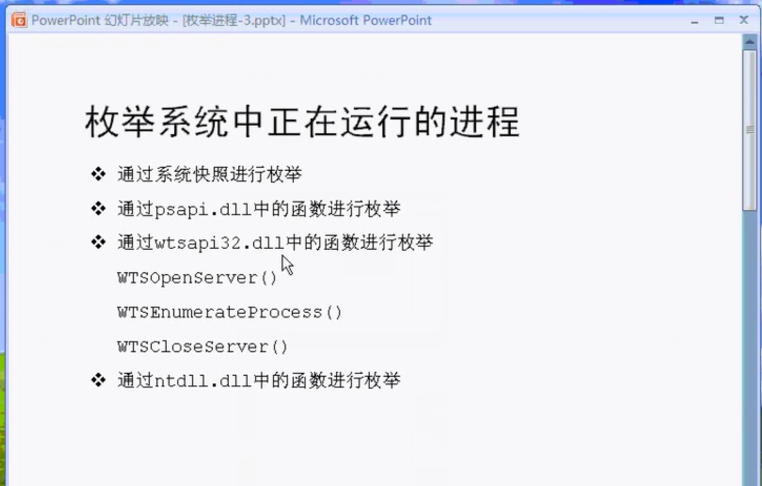 PowerPoint 幻灯片放映 - [枚举进程-3.pptx] - Microsoft PowerPoint
枚举系统中正在运行的进程
❖ 通过系统快照进行枚举
❖ 通过psapi.dll中的函数进行枚举
❖ 通过wtsapi32.dll中的函数进行枚举
WTSOpenServer()
WTSEnumerateProcess()
WTSCloseServer()
❖ 通过ntdll.dll中的函数进行枚举